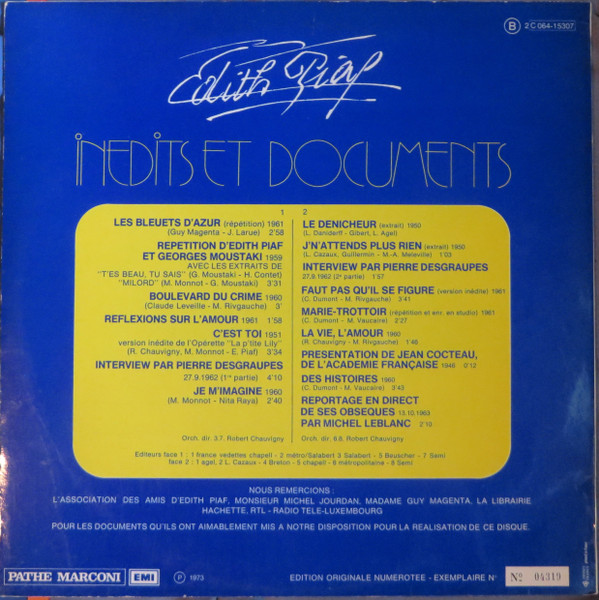 B 2 C 064-15307
Edith Piaf
INEDITS ET DOCUMENTS
1
LES BLEUETS D'AZUR (répétition) 1961
(Guy Magenta - J. Larue) 2'58
REPETITION D'EDITH PIAF
ET GEORGES MOUSTAKI 1959
AVEC LES EXTRAITS DE
"T'ES BEAU, TU SAIS" (G. Moustaki - H. Contet)
"MILORD" (M. Monnot - G. Moustaki) 3'31
BOULEVARD DU CRIME 1960
(Claude Leveille - M. Rivgauche) 3'
REFLEXIONS SUR L'AMOUR 1961 1'58
C'EST TOI 1951
version inédite de l'Opérette "La p'tite Lily"
(R. Chauvigny, M. Monnot - E. Piaf) 3'34
INTERVIEW PAR PIERRE DESGRAUPES
27.9.1962 (1re partie) 4'10
JE M'IMAGINE 1960
(M. Monnot - Nita Raya) 2'40
Orch. dir. 3.7. Robert Chauvigny
2
LE DENICHEUR (extrait) 1950
(L. Daniderff - Gibert, L. Agel)
J'N'ATTENDS PLUS RIEN (extrait) 1950
(L. Cazaux, Guillermin - M.-A. Meleville) 1'03
INTERVIEW PAR PIERRE DESGRAUPES
27.9.1962 (2e partie) 1'57
FAUT PAS QU'IL SE FIGURE (version inédite) 1961
(C. Dumont - M. Rivgauche) 3'41
MARIE-TROTTOIR (répétition et enr. en studio) 1961
(C. Dumont - M. Vaucaire) 2'27
LA VIE, L'AMOUR 1960
(R. Chauvigny - M. Rivgauche) 1'46
PRESENTATION DE JEAN COCTEAU,
DE L'ACADEMIE FRANÇAISE 0'12
DES HISTOIRES 1960
(C. Dumont - M. Vaucaire) 3'43
REPORTAGE EN DIRECT
DE SES OBSEQUES 13.10.1963
PAR MICHEL LEBLANC 2'10
Orch. dir. 6.8. Robert Chauvigny
Editeurs face 1 : 1 france vedettes chapell - 2 métro/Salabert 3 Salabert - 5 Beuscher - 7 Semi
face 2 : 1 agel, 2 L. Cazaux - 4 Breton - 5 chapell - 6 métropolitaine - 8 Semi
NOUS REMERCIONS :
L'ASSOCIATION DES AMIS D'EDITH PIAF, MONSIEUR MICHEL JOURDAN, MADAME GUY MAGENTA, LA LIBRAIRIE
HACHETTE, RTL - RADIO TELE-LUXEMBOURG
POUR LES DOCUMENTS QU'ILS ONT AIMABLEMENT MIS A NOTRE DISPOSITION POUR LA REALISATION DE CE DISQUE.
PATHE MARCONI EMI
P 1973
EDITION ORIGINALE NUMEROTEE - EXEMPLAIRE N°
No 04319